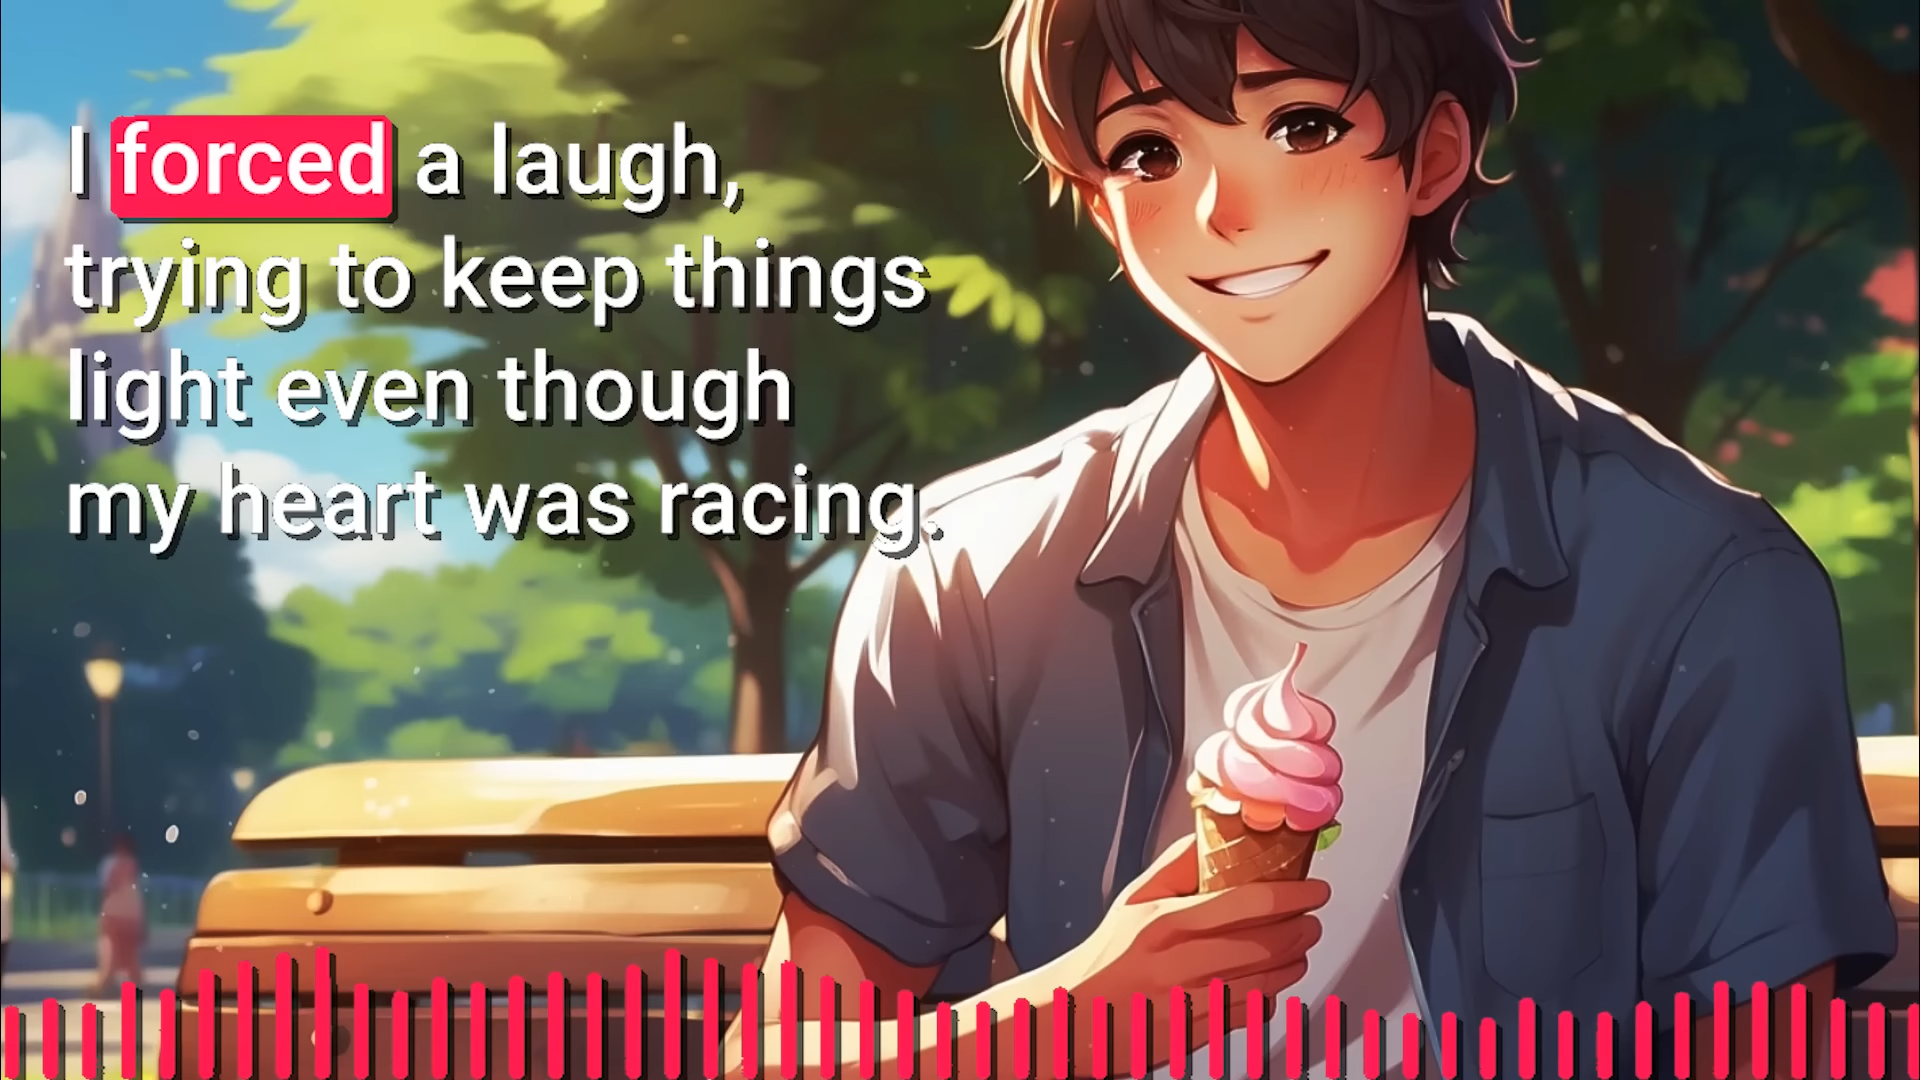 I forced a laugh,
trying to keep things
light even though
my heart was racing.